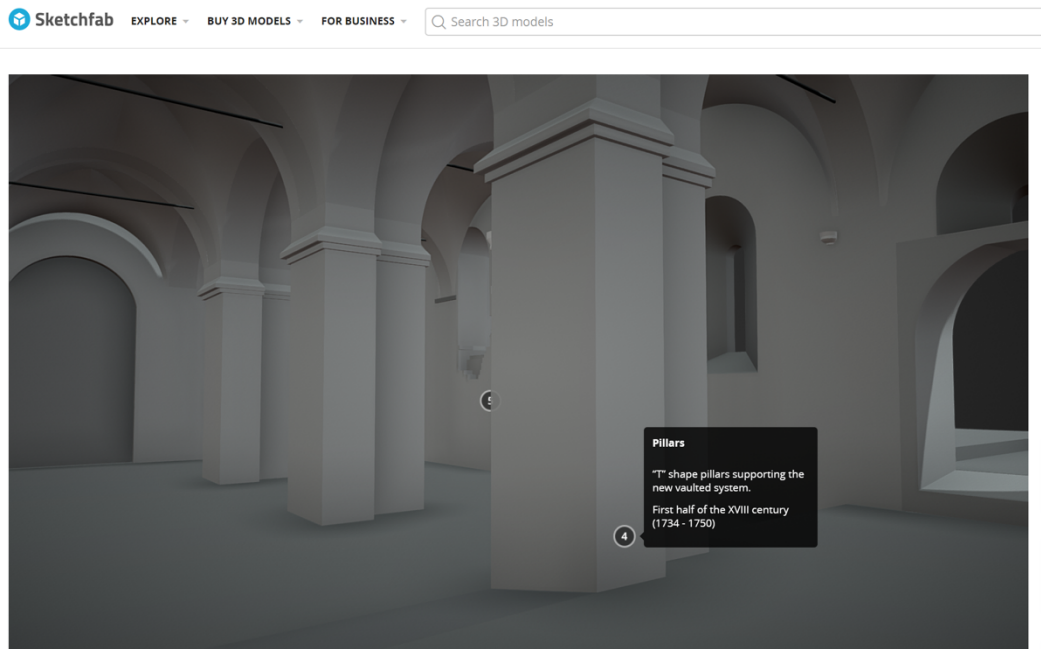 Sketchfab EXPLORE BUY 3D MODELS FOR BUSINESS Search 3D models
Pillars
“T” shape pillars supporting the
new vaulted system.
First half of the XVIII century
(1734 - 1750)
4